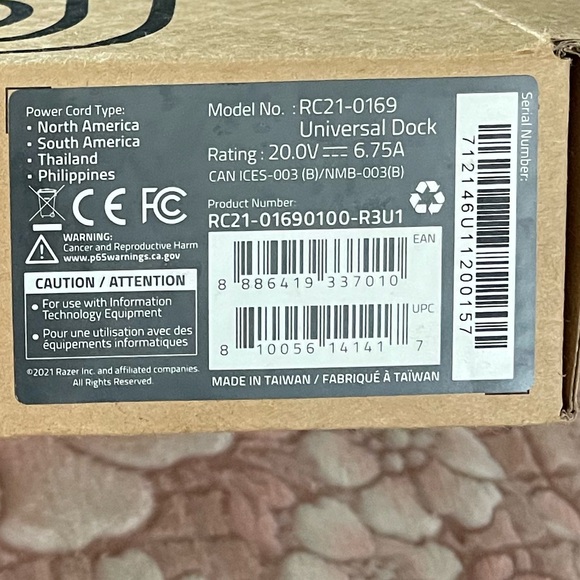 Power Cord Type:
• North America
• South America
• Thailand
• Philippines
CE FC
WARNING:
Cancer and Reproductive Harm
www.p65warnings.ca.gov
CAUTION / ATTENTION
• For use with Information
Technology Equipment
• Pour une utilisation avec des
équipements informatiques
©2021 Razer Inc. and affiliated companies.
All Rights Reserved.
Model No. : RC21-0169
Universal Dock
Rating : 20.0V⎓ 6.75A
CAN ICES-003 (B)/NMB-003(B)
Product Number:
RC21-01690100-R3U1
EAN
8 886419 337010
UPC
8 10056 14141 7
MADE IN TAIWAN / FABRIQUÉ À TAÏWAN
Serial Number:
712146U11200157